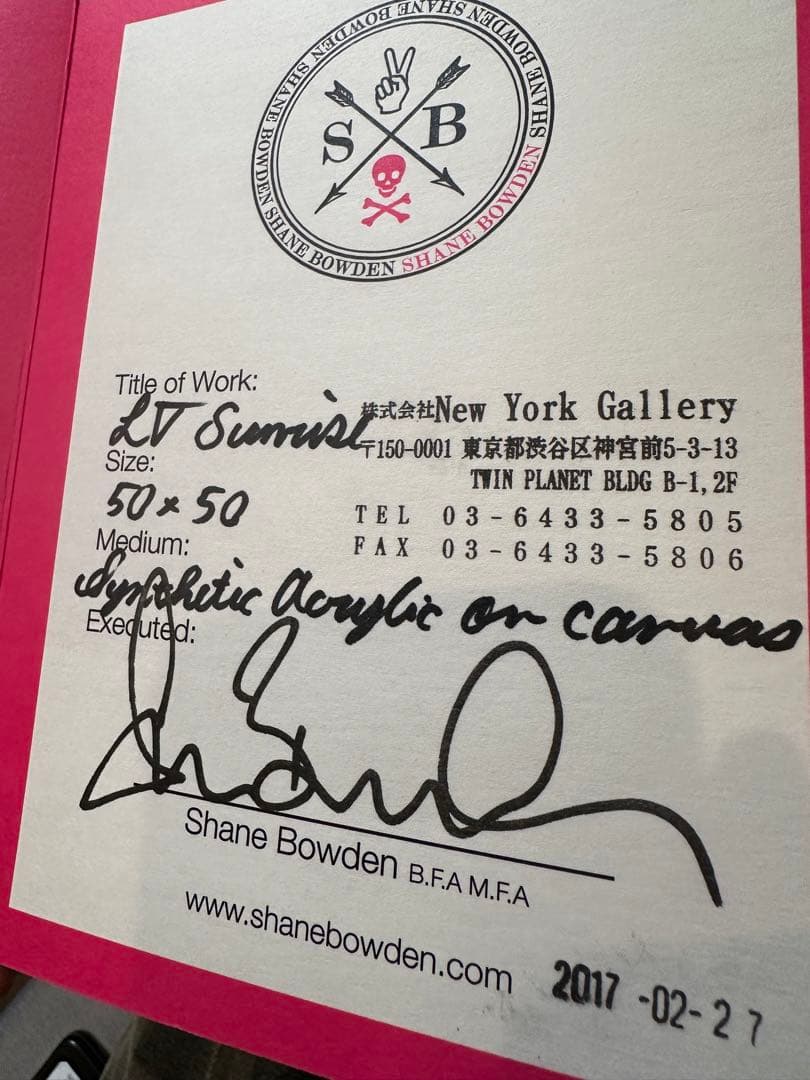 SHANE BOWDEN SHANE BOWDEN SHANE BOWDEN SHANE BOWDEN SHANE BOWDEN
S B
Title of Work:
LV Sunrise
株式会社New York Gallery
〒150-0001 東京都渋谷区神宮前5-3-13
TWIN PLANET BLDG B-1, 2F
TEL 03-6433-5805
FAX 03-6433-5806
Size:
50 x 50
Medium:
Synthetic Acrylic on canvas
Executed:
Shane Bowden B.F.A M.F.A
www.shanebowden.com
2017 -02- 27